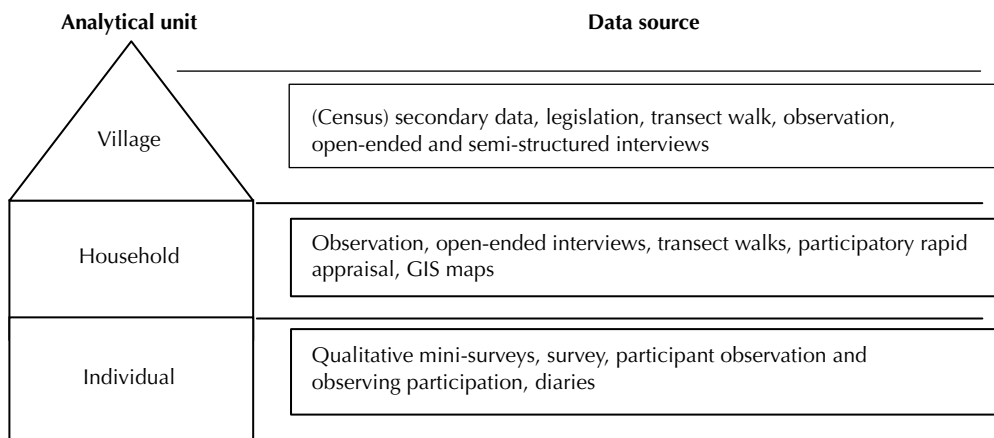 Analytical unit
Data source
Village
(Census) secondary data, legislation, transect walk, observation,
open-ended and semi-structured interviews
Household
Observation, open-ended interviews, transect walks, participatory rapid
appraisal, GIS maps
Individual
Qualitative mini-surveys, survey, participant observation and
observing participation, diaries